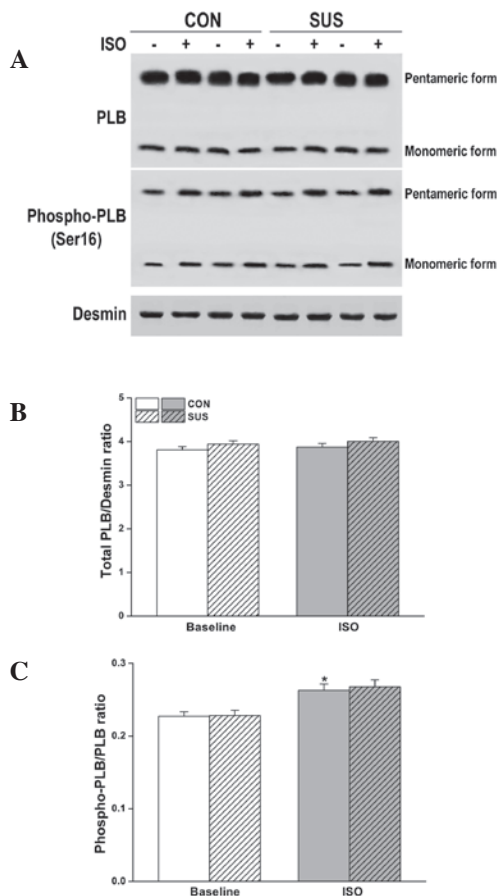 CON SUS
ISO - + - + - + - +
A
Pentameric form
PLB
Monomeric form
Pentameric form
Phospho-PLB
(Ser16)
Monomeric form
Desmin
B
Total PLB/Desmin ratio
5
4
3
2
1
0
CON
SUS
Baseline ISO
C
Phospho-PLB/PLB ratio
0.3
0.2
0.1
0.0
*
Baseline ISO